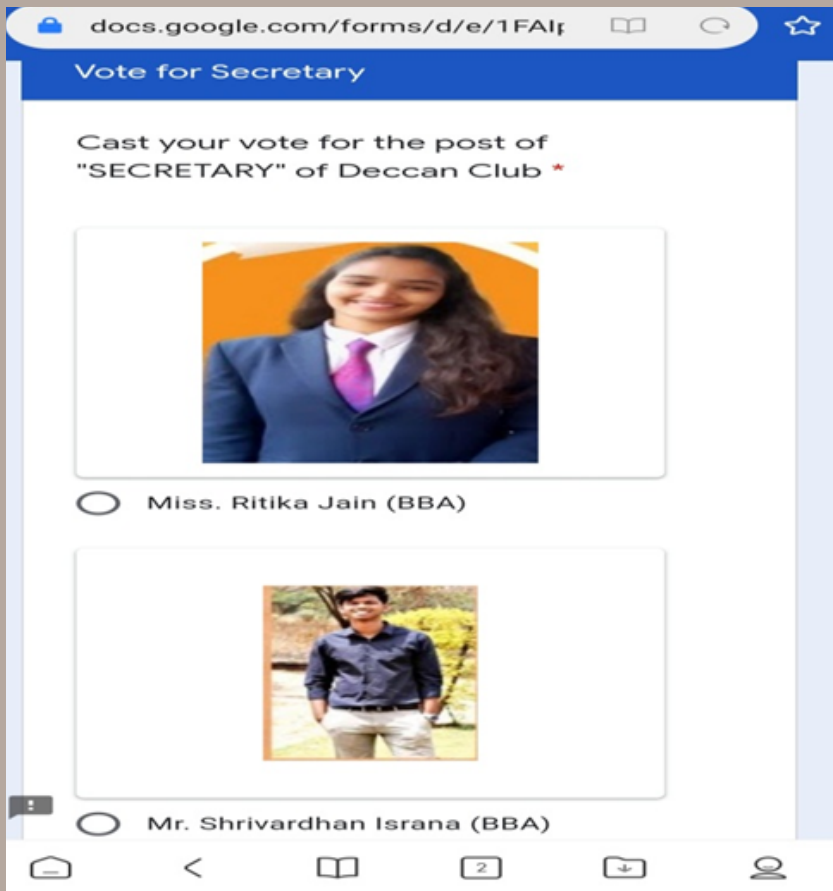 docs.google.com/forms/d/e/1FAIp
Vote for Secretary
Cast your vote for the post of
"SECRETARY" of Deccan Club *
Miss. Ritika Jain (BBA)
Mr. Shrivardhan Israna (BBA)
2